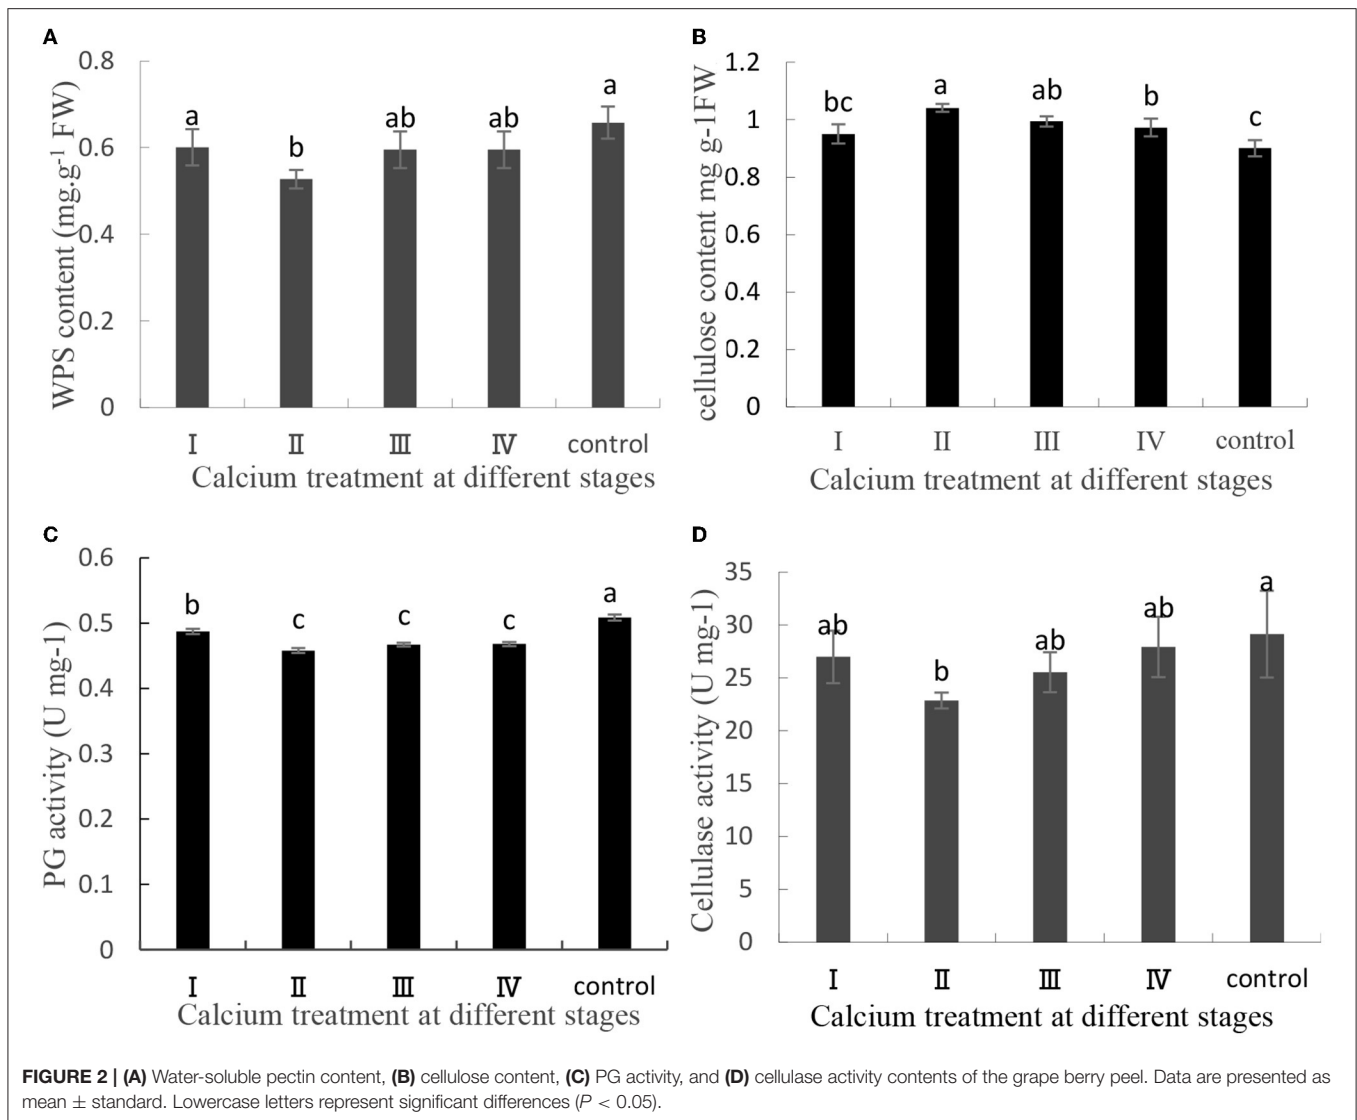 A
0.8
0.6
0.4
0.2
0
WPS content (mg.g-1 FW)
a
b
ab
ab
a
I
II
III
IV
control
Calcium treatment at different stages
B
1.2
1
0.8
0.6
0.4
0.2
0
cellulose content mg g-1FW
bc
a
ab
b
c
I
II
III
IV
control
Calcium treatment at different stages
C
0.6
0.5
0.4
0.3
0.2
0.1
0
PG activity (U mg-1)
b
c
c
c
a
I
II
III
IV
control
Calcium treatment at different stages
D
35
30
25
20
15
10
5
0
Cellulase activity (U mg-1)
ab
b
ab
ab
a
I
II
III
IV
control
Calcium treatment at different stages
FIGURE 2 | (A) Water-soluble pectin content, (B) cellulose content, (C) PG activity, and (D) cellulase activity contents of the grape berry peel. Data are presented as
mean ± standard. Lowercase letters represent significant differences (P < 0.05).